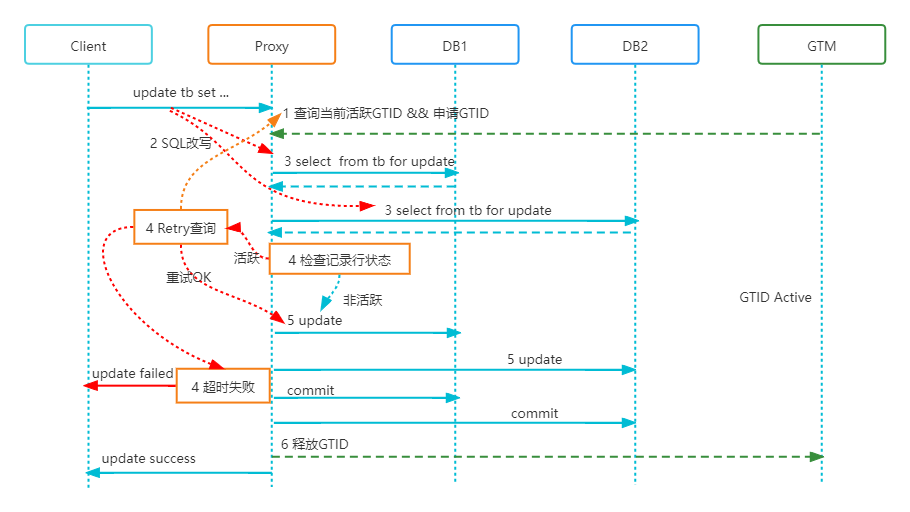 Client
Proxy
DB1
DB2
GTM
update tb set ...
1 查询当前活跃GTID && 申请GTID
2 SQL改写
3 select  from tb for update
3 select from tb for update
4 Retry查询
活跃
4 检查记录行状态
重试OK
非活跃
GTID Active
5 update
5 update
update failed
4 超时失败
commit
commit
6 释放GTID
update success